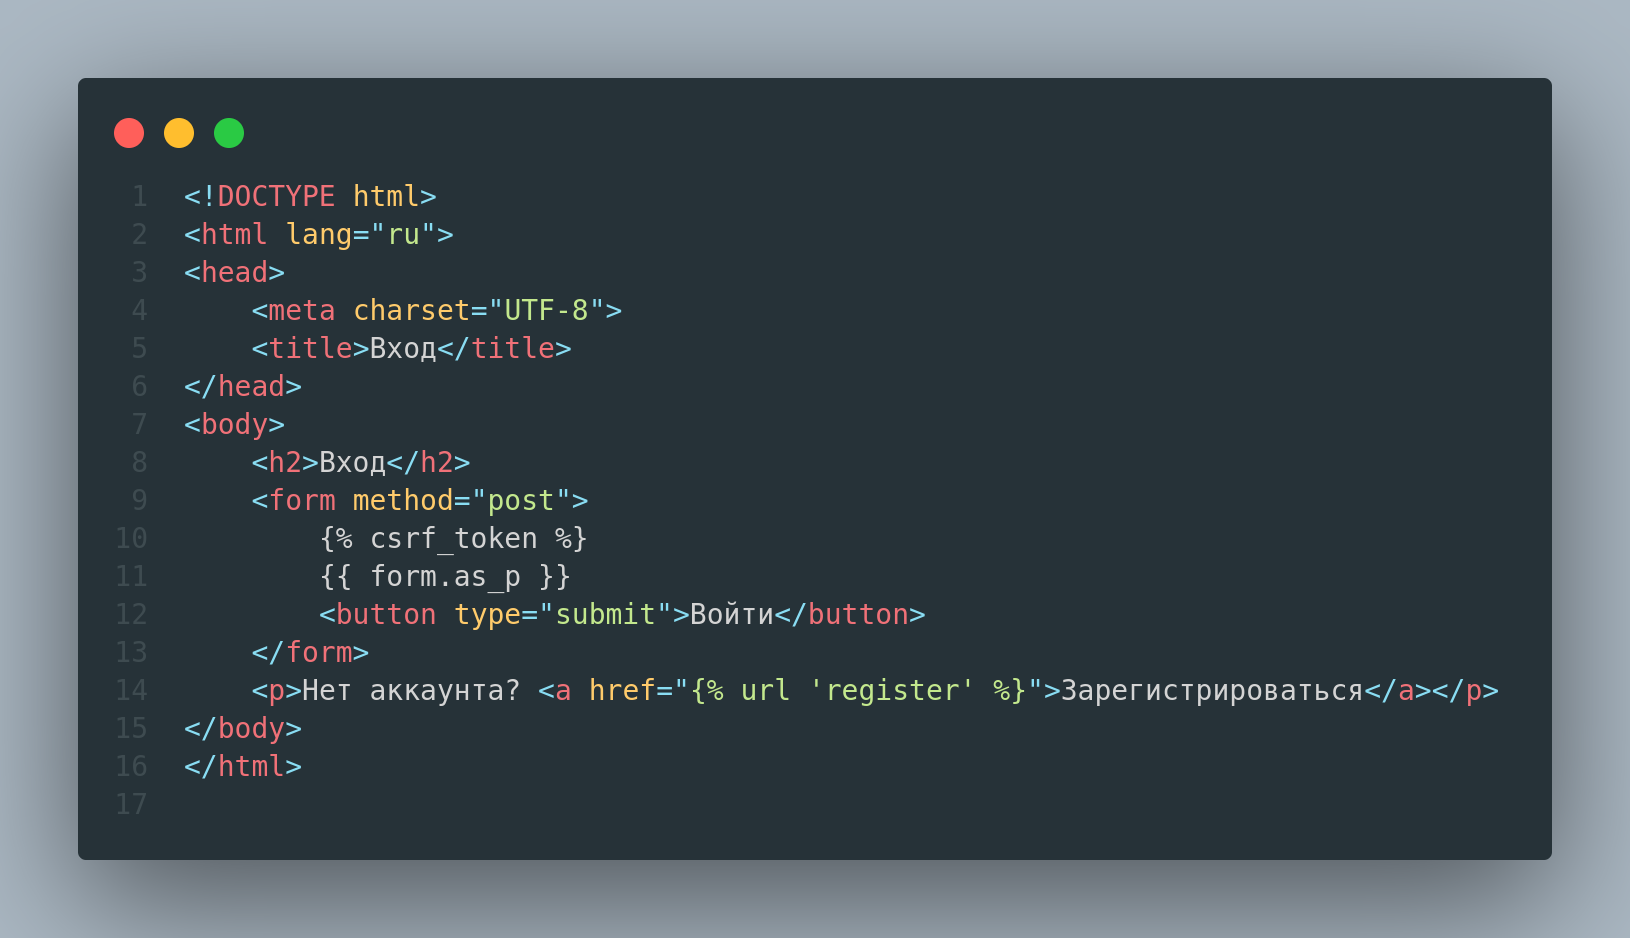 1 <!DOCTYPE html>
2 <html lang="ru">
3 <head>
4     <meta charset="UTF-8">
5     <title>Вход</title>
6 </head>
7 <body>
8     <h2>Вход</h2>
9     <form method="post">
10         {% csrf_token %}
11         {{ form.as_p }}
12         <button type="submit">Войти</button>
13     </form>
14     <p>Нет аккаунта? <a href="{% url 'register' %}">Зарегистрироваться</a></p>
15 </body>
16 </html>
17